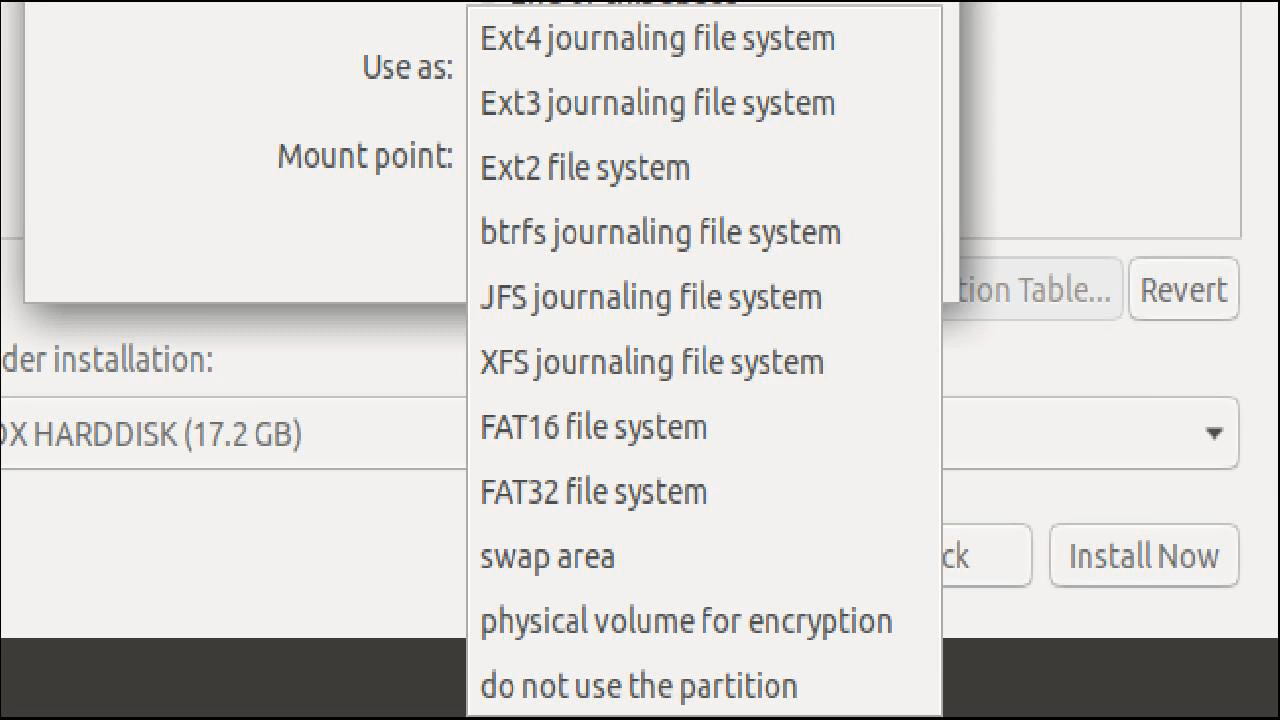 Ext4 journaling file system
Use as:
Ext3 journaling file system
Mount point:
Ext2 file system
btrfs journaling file system
tion Table... Revert
JFS journaling file system
der installation:
XFS journaling file system
FAT16 file system
OX HARDDISK (17.2 GB)
FAT32 file system
swap area
ck Install Now
physical volume for encryption
do not use the partition